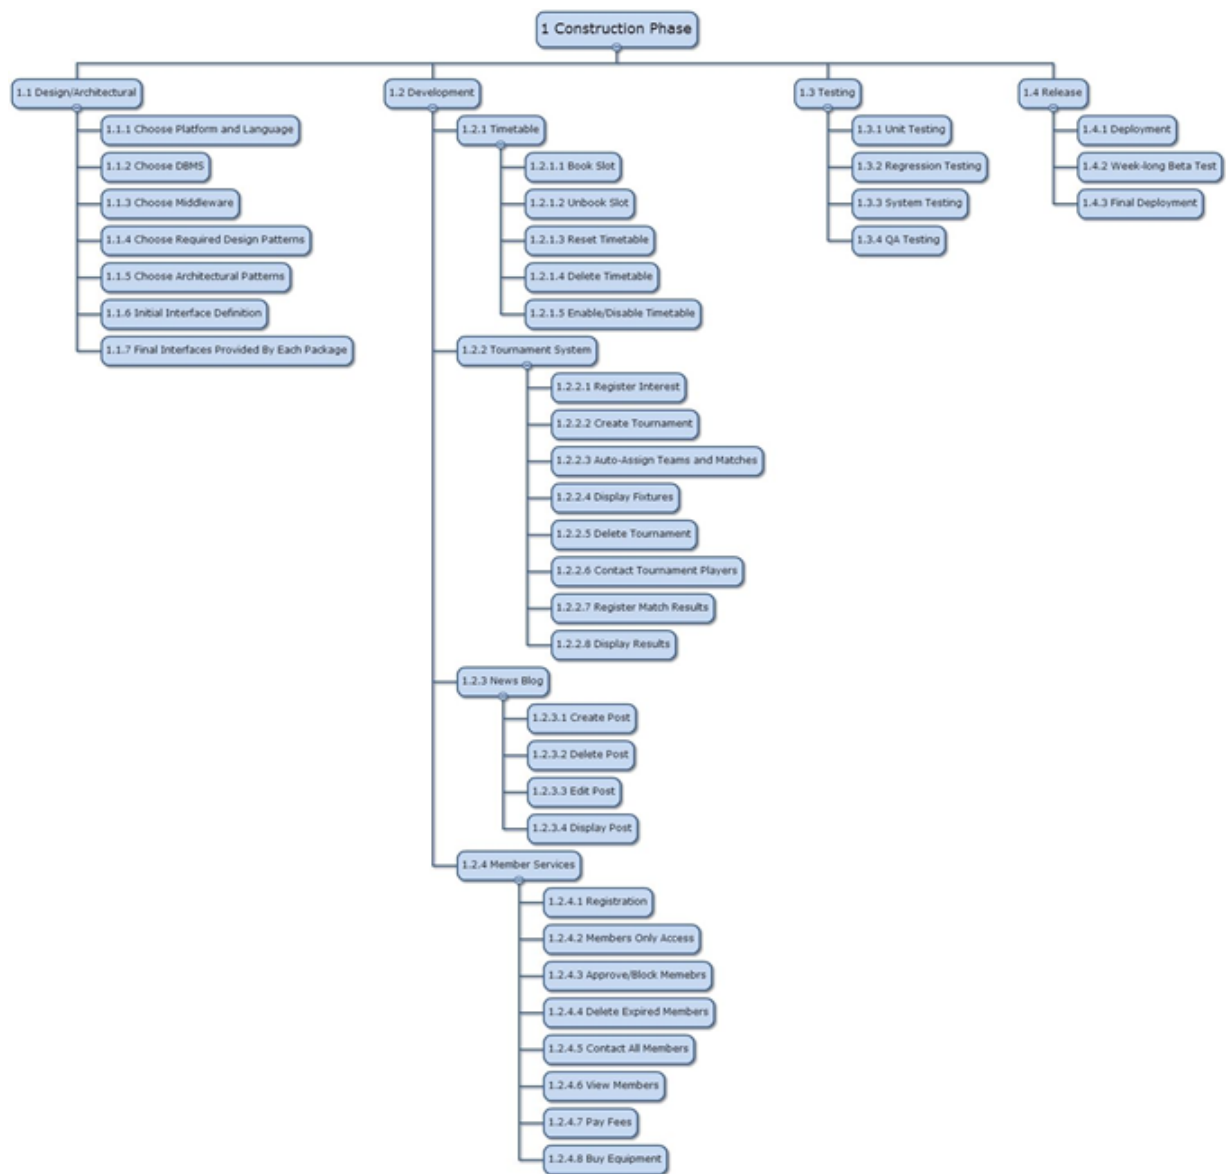 1 Construction Phase
1.1 Design/Architectural
1.1.1 Choose Platform and Language
1.1.2 Choose DBMS
1.1.3 Choose Middleware
1.1.4 Choose Required Design Patterns
1.1.5 Choose Architectural Patterns
1.1.6 Initial Interface Definition
1.1.7 Final Interfaces Provided By Each Package
1.2 Development
1.2.1 Timetable
1.2.1.1 Book Slot
1.2.1.2 Unbook Slot
1.2.1.3 Reset Timetable
1.2.1.4 Delete Timetable
1.2.1.5 Enable/Disable Timetable
1.2.2 Tournament System
1.2.2.1 Register Interest
1.2.2.2 Create Tournament
1.2.2.3 Auto-Assign Teams and Matches
1.2.2.4 Display Fixtures
1.2.2.5 Delete Tournament
1.2.2.6 Contact Tournament Players
1.2.2.7 Register Match Results
1.2.2.8 Display Results
1.2.3 News Blog
1.2.3.1 Create Post
1.2.3.2 Delete Post
1.2.3.3 Edit Post
1.2.3.4 Display Post
1.2.4 Member Services
1.2.4.1 Registration
1.2.4.2 Members Only Access
1.2.4.3 Approve/Block Memebrs
1.2.4.4 Delete Expired Members
1.2.4.5 Contact All Members
1.2.4.6 View Members
1.2.4.7 Pay Fees
1.2.4.8 Buy Equipment
1.3 Testing
1.3.1 Unit Testing
1.3.2 Regression Testing
1.3.3 System Testing
1.3.4 QA Testing
1.4 Release
1.4.1 Deployment
1.4.2 Week-long Beta Test
1.4.3 Final Deployment